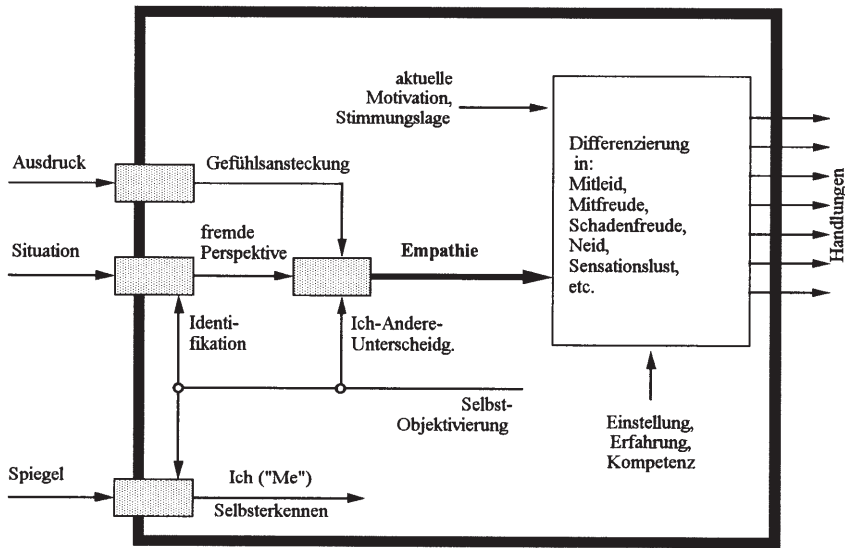 aktuelle
Motivation,
Stimmungslage
Ausdruck
Gefühlsansteckung
Differenzierung
in:
Mitleid,
Mitfreude,
Schadenfreude,
Neid,
Sensationslust,
etc.
Handlungen
Situation
fremde
Perspektive
Empathie
Identi-
fikation
Ich-Andere-
Unterscheidg.
Selbst-
Objektivierung
Einstellung,
Erfahrung,
Kompetenz
Spiegel
Ich ("Me")
Selbsterkennen